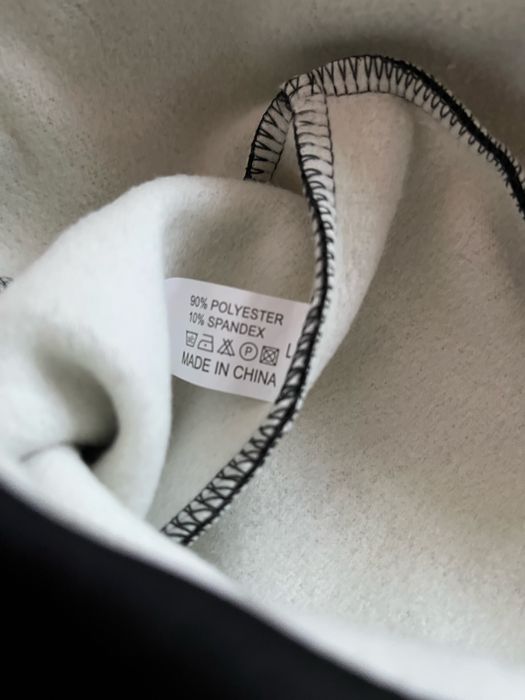 90% POLYESTER
10% SPANDEX
P L
MADE IN CHINA